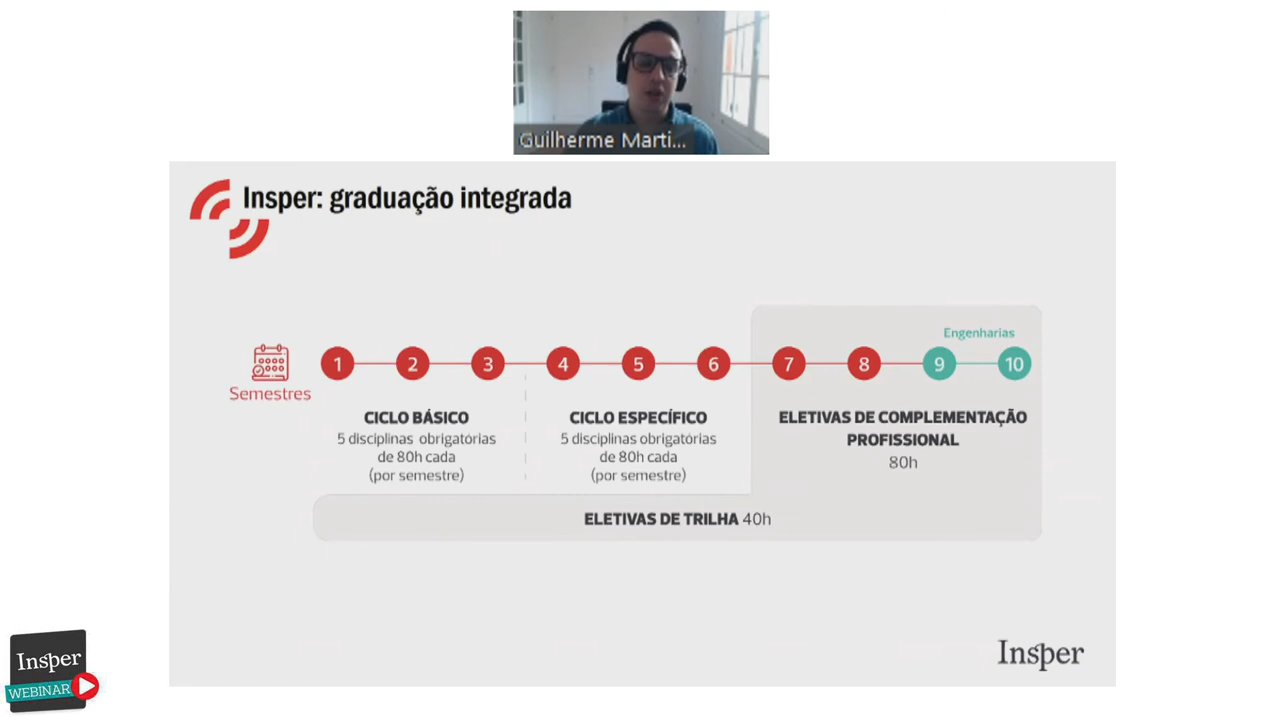 Guilherme Marti...
Insper: graduação integrada
Engenharias
1 2 3 4 5 6 7 8 9 10
Semestres
CICLO BÁSICO
5 disciplinas obrigatórias
de 80h cada
(por semestre)
CICLO ESPECÍFICO
5 disciplinas obrigatórias
de 80h cada
(por semestre)
ELETIVAS DE COMPLEMENTAÇÃO
PROFISSIONAL
80h
ELETIVAS DE TRILHA 40h
Insper
Insper
WEBINAR